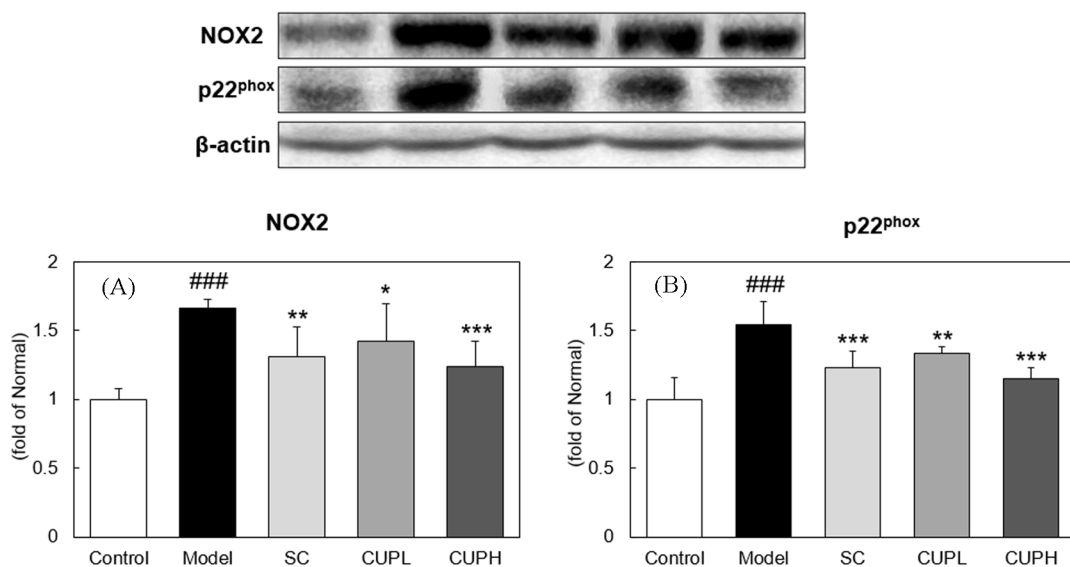 NOX2
p22phox
β-actin
NOX2
(A)
(fold of Normal)
2
1.5
1
0.5
0
###
**
*
***
Control Model SC CUPL CUPH
p22phox
(B)
(fold of Normal)
2
1.5
1
0.5
0
###
***
**
***
Control Model SC CUPL CUPH